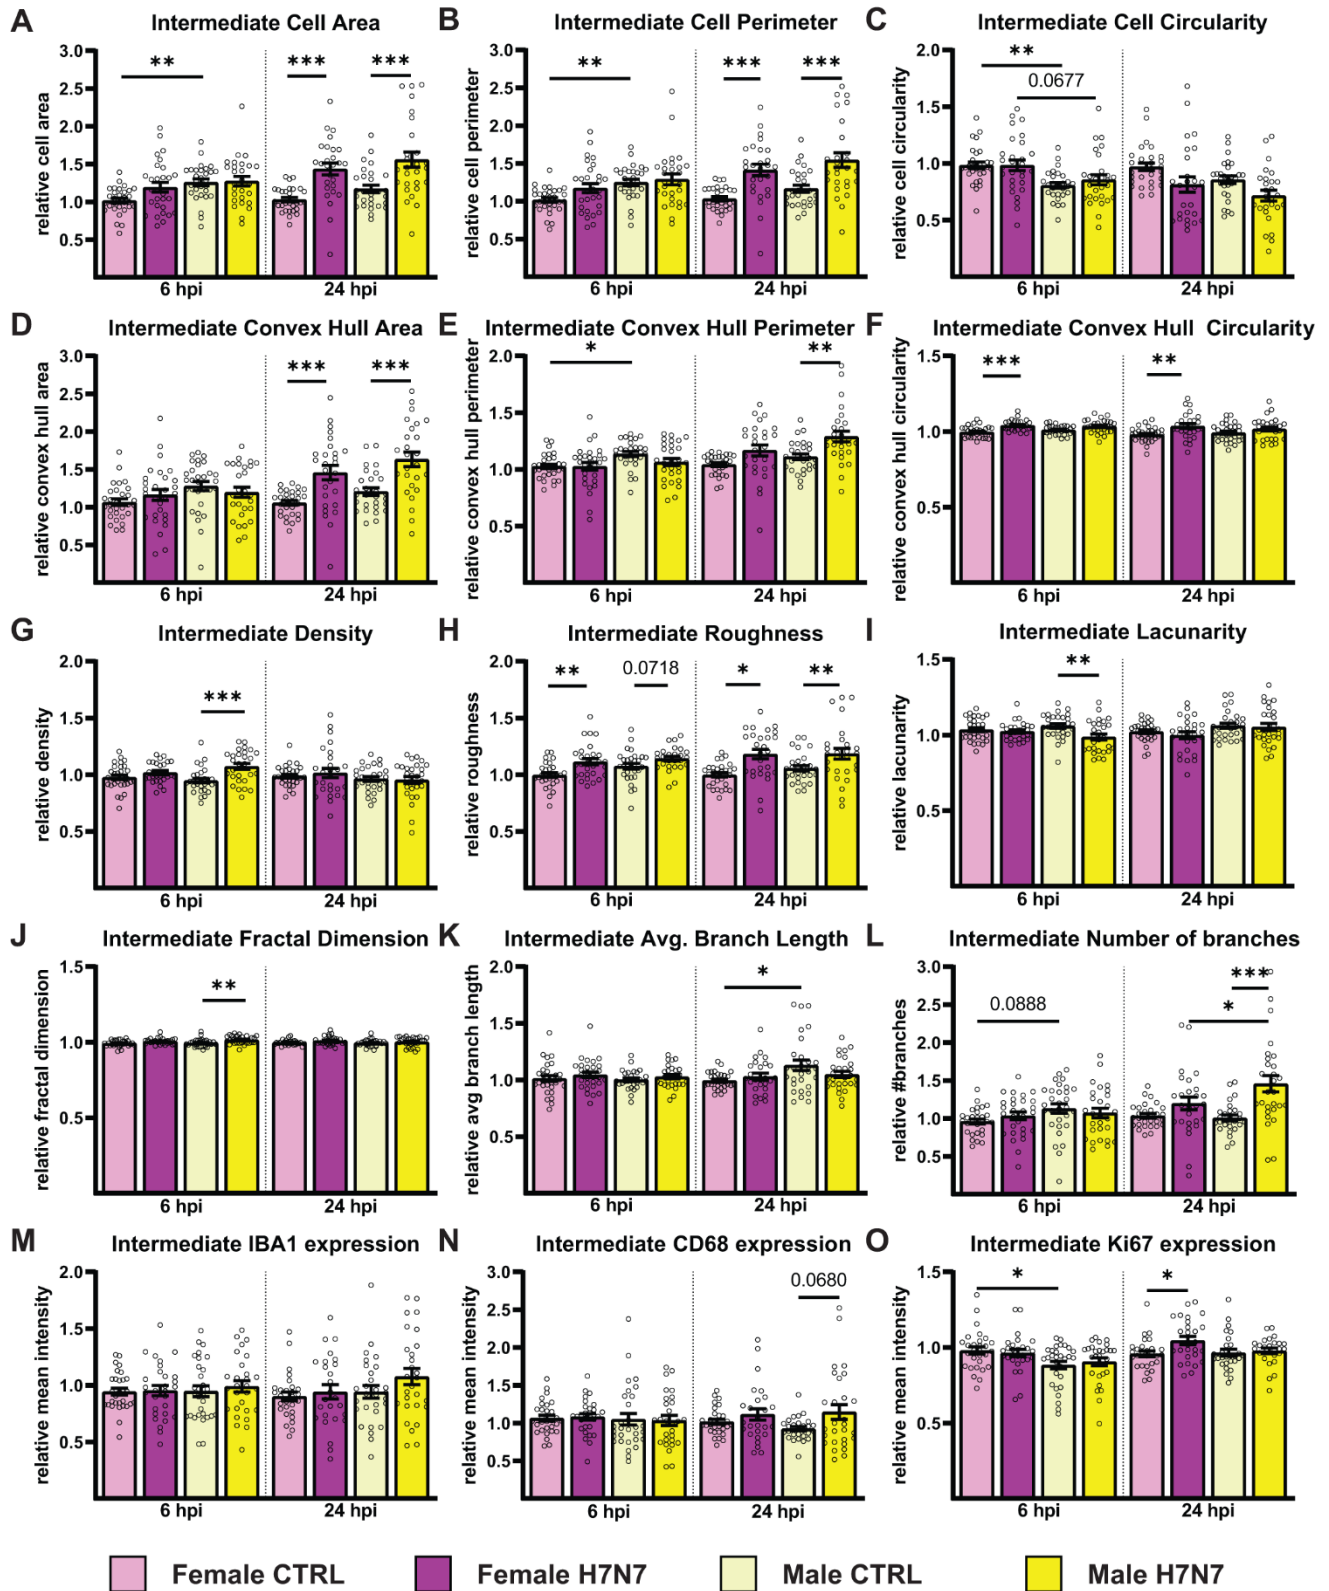 A Intermediate Cell Area
relative cell area
3.0
2.5
2.0
1.5
1.0
0.5
** *** ***
6 hpi 24 hpi
B Intermediate Cell Perimeter
relative cell perimeter
3.0
2.5
2.0
1.5
1.0
0.5
** *** ***
6 hpi 24 hpi
C Intermediate Cell Circularity
relative cell circularity
2.0
1.5
1.0
0.5
**
0.0677
6 hpi 24 hpi
D Intermediate Convex Hull Area
relative convex hull area
3.0
2.5
2.0
1.5
1.0
0.5
*** ***
6 hpi 24 hpi
E Intermediate Convex Hull Perimeter
relative convex hull perimeter
2.0
1.5
1.0
0.5
* **
6 hpi 24 hpi
F Intermediate Convex Hull Circularity
relative convex hull circularity
1.5
1.0
0.5
*** **
6 hpi 24 hpi
G Intermediate Density
relative density
2.0
1.5
1.0
0.5
***
6 hpi 24 hpi
H Intermediate Roughness
relative roughness
2.0
1.5
1.0
0.5
** 0.0718 * **
6 hpi 24 hpi
I Intermediate Lacunarity
relative lacunarity
1.5
1.0
0.5
**
6 hpi 24 hpi
J Intermediate Fractal Dimension
relative fractal dimension
1.5
1.0
0.5
**
6 hpi 24 hpi
K Intermediate Avg. Branch Length
relative avg branch length
2.0
1.5
1.0
0.5
*
6 hpi 24 hpi
L Intermediate Number of branches
relative #branches
3.0
2.5
2.0
1.5
1.0
0.5
0.0888 ***
*
6 hpi 24 hpi
M Intermediate IBA1 expression
relative mean intensity
2.0
1.5
1.0
0.5
6 hpi 24 hpi
N Intermediate CD68 expression
relative mean intensity
3.0
2.5
2.0
1.5
1.0
0.5
0.0680
6 hpi 24 hpi
O Intermediate Ki67 expression
relative mean intensity
1.5
1.0
0.5
* *
6 hpi 24 hpi
Female CTRL Female H7N7 Male CTRL Male H7N7